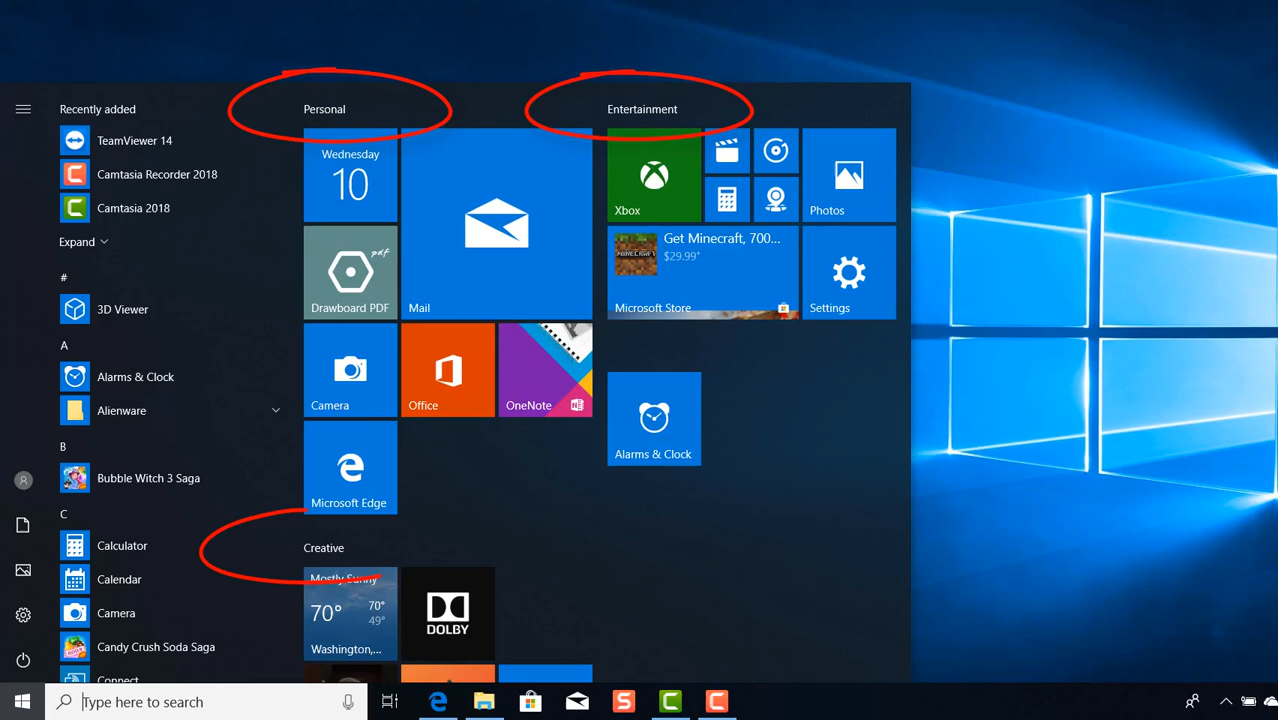 Recently added
TeamViewer 14
Camtasia Recorder 2018
Camtasia 2018
Expand
#
3D Viewer
A
Alarms & Clock
Alienware
B
Bubble Witch 3 Saga
C
Calculator
Calendar
Camera
Candy Crush Soda Saga
Connect
Personal
Wednesday
10
Mail
pdf
Drawboard PDF
Camera
Office
OneNote
Microsoft Edge
Creative
Mostly Sunny
70° 70°
49°
Washington,...
DOLBY
Entertainment
Xbox
Photos
Get Minecraft, 700...
$29.99*
MINECRAFT
Microsoft Store
Settings
Alarms & Clock
Type here to search